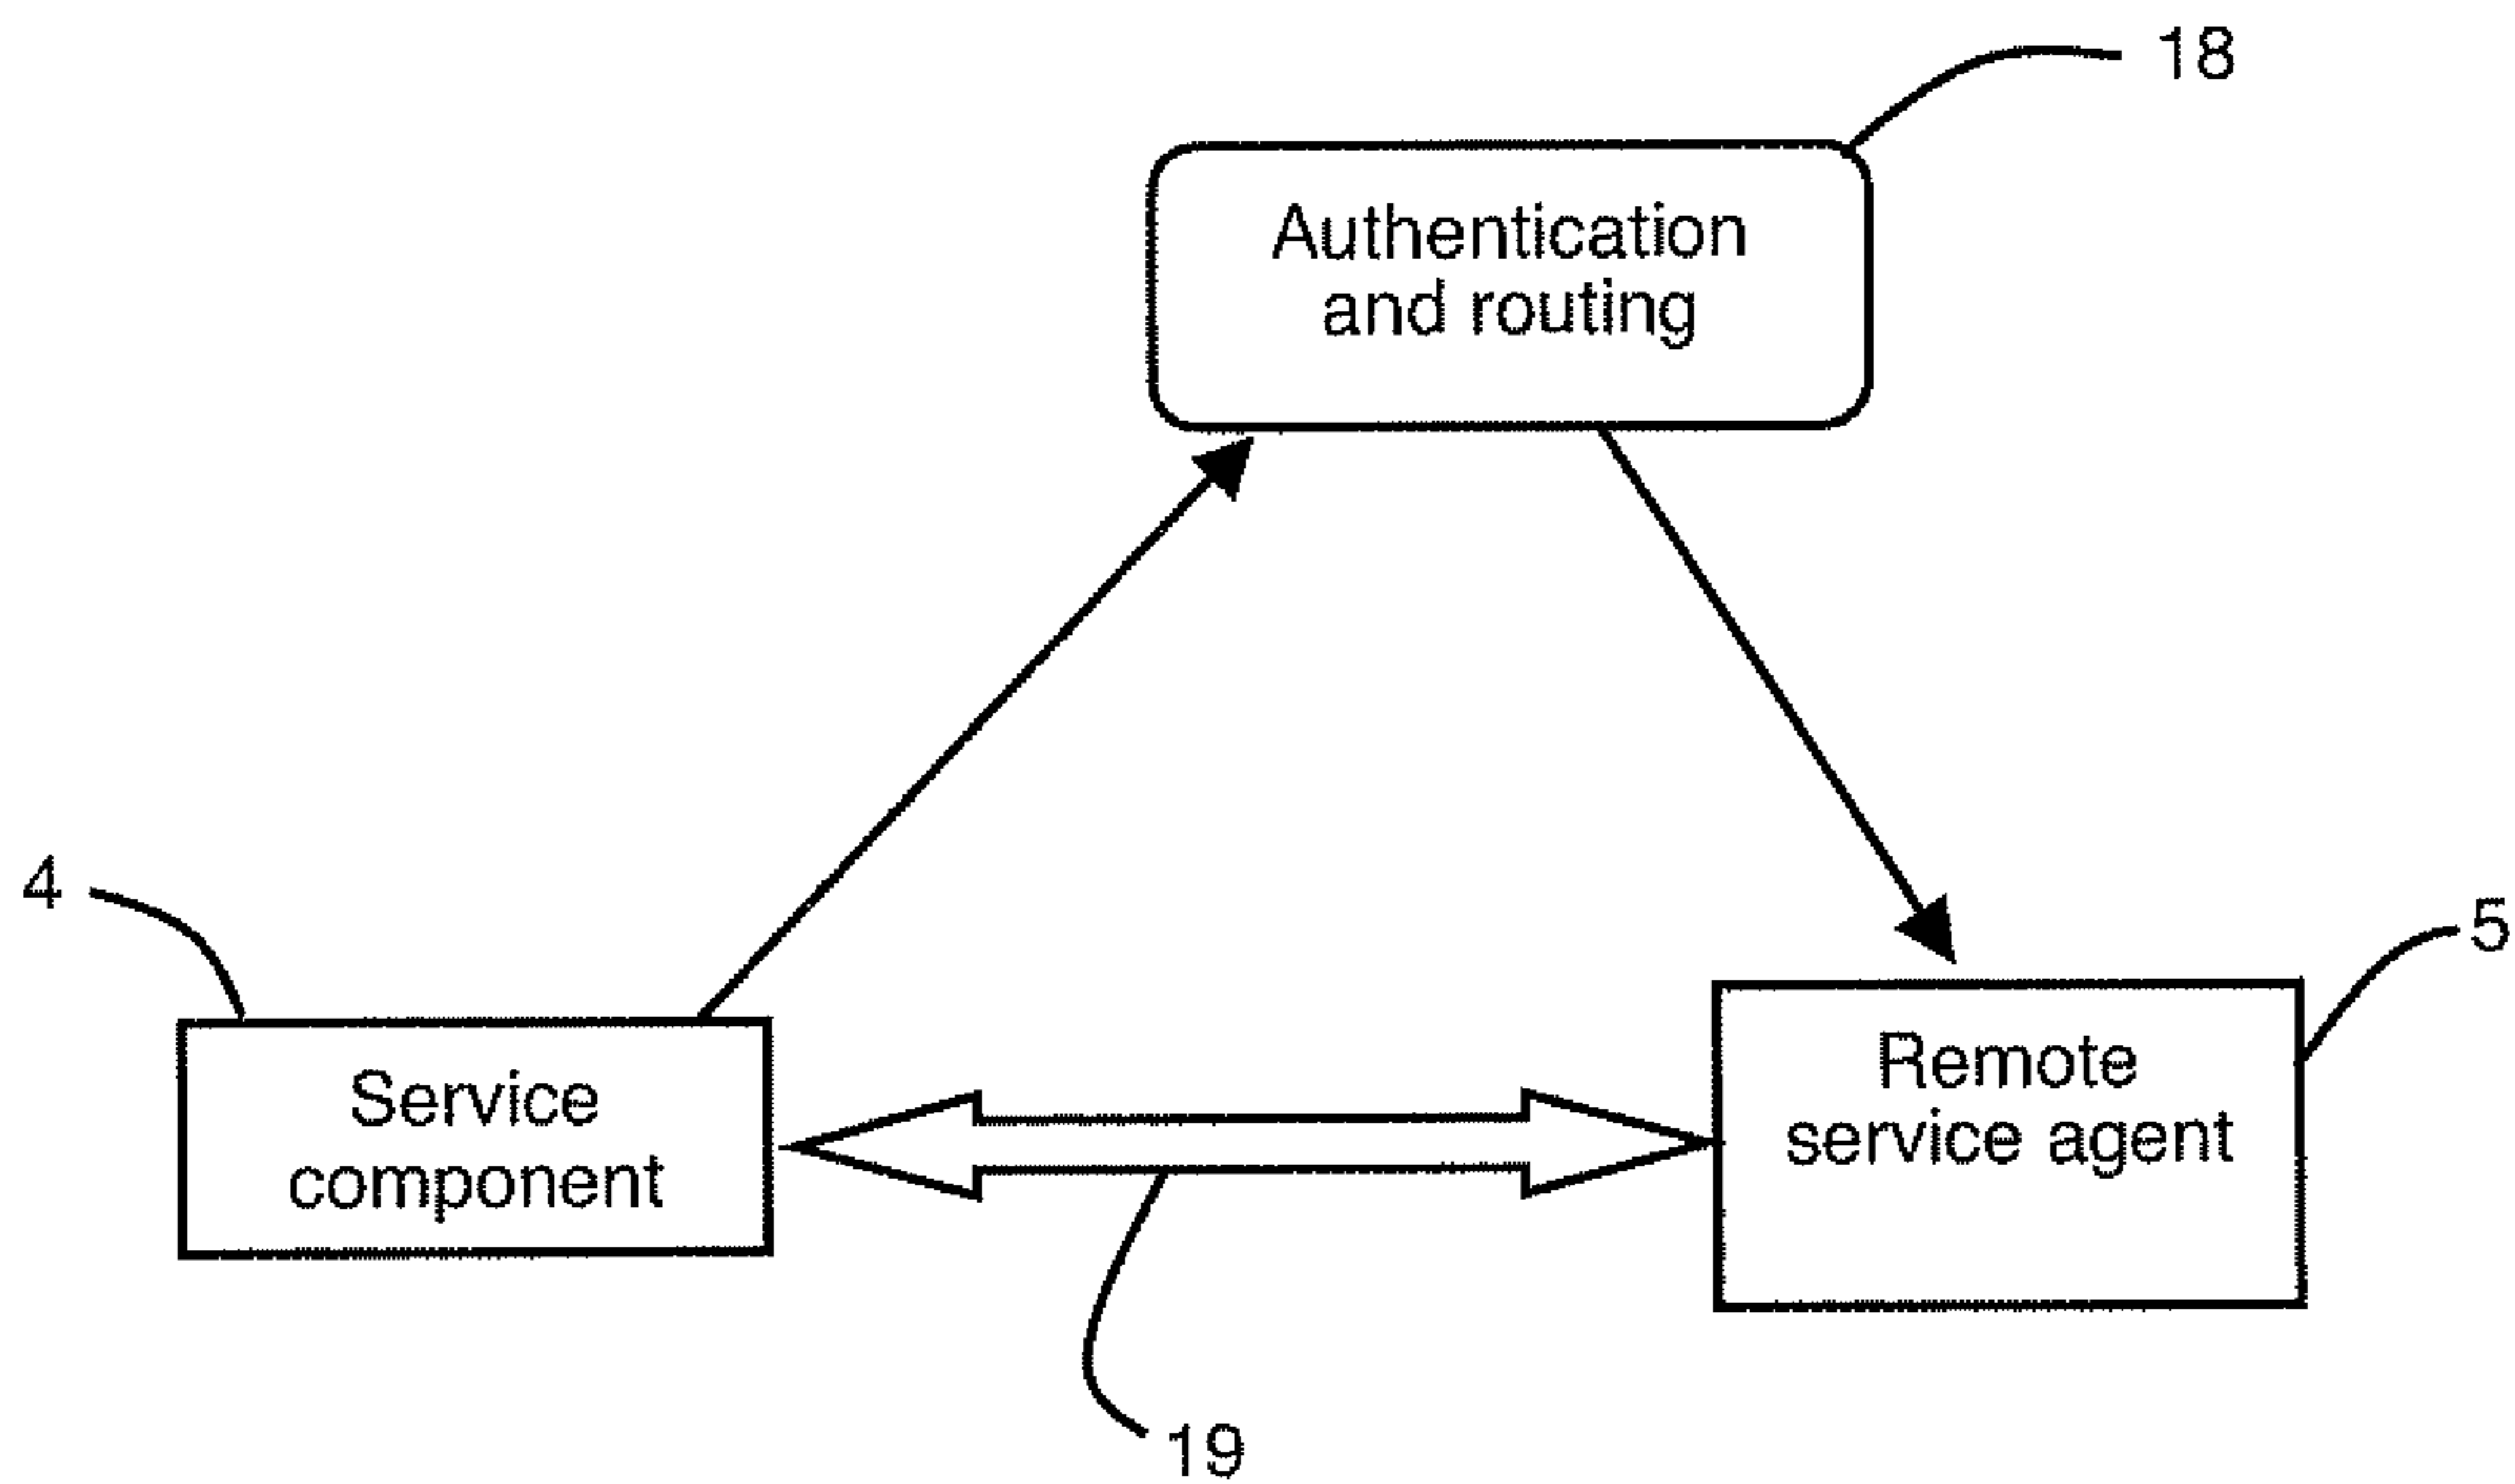 18
Authentication
and routing
4
5
Service
component
Remote
service agent
19